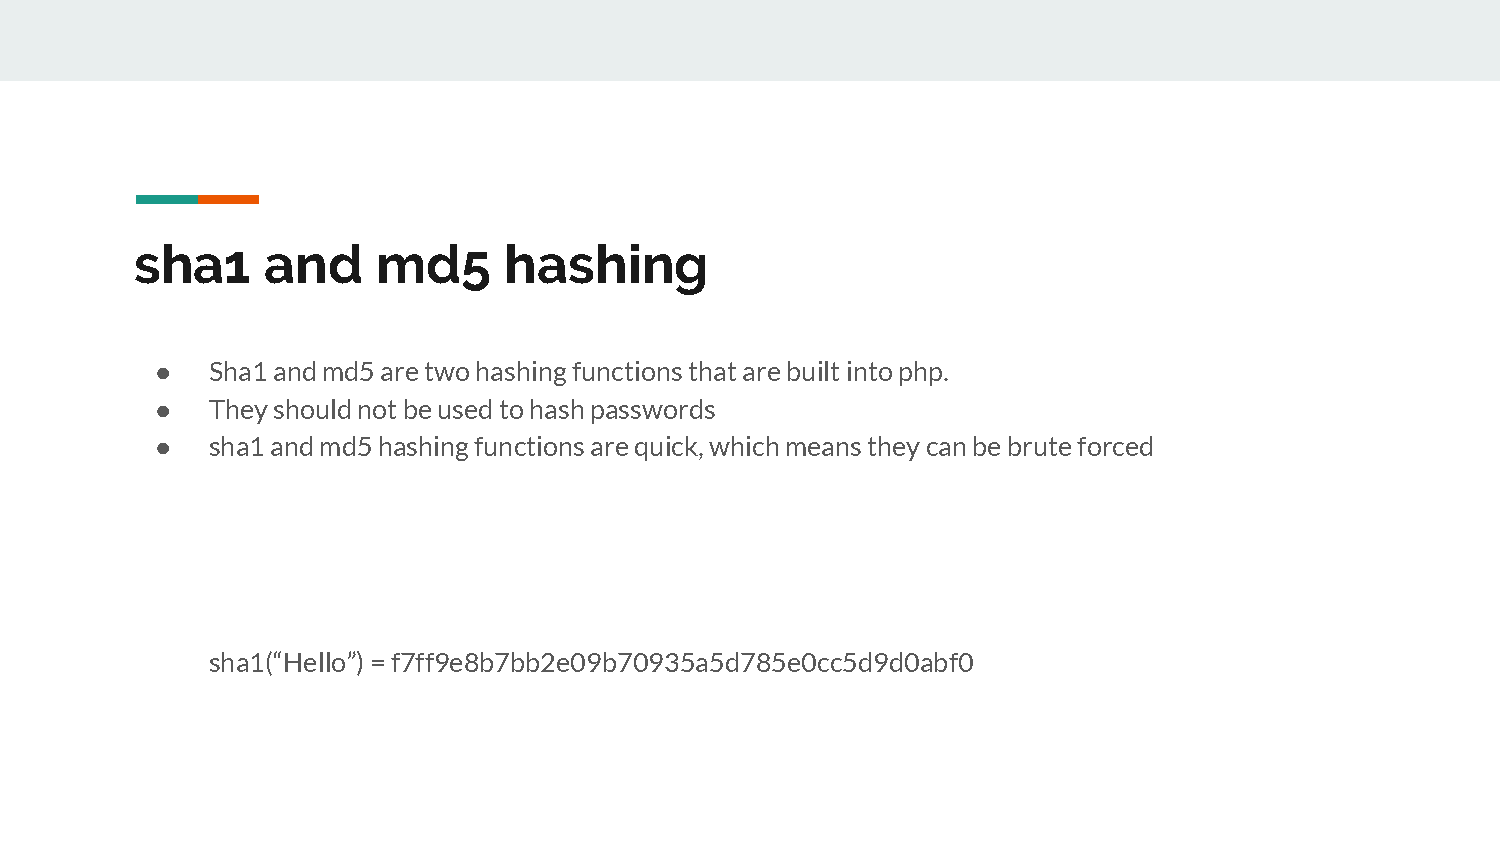 sha1 and md5 hashing
● Sha1 and md5 are two hashing functions that are built into php.
● They should not be used to hash passwords
● sha1 and md5 hashing functions are quick, which means they can be brute forced
sha1(“Hello”) = f7ff9e8b7bb2e09b70935a5d785e0cc5d9d0abf0